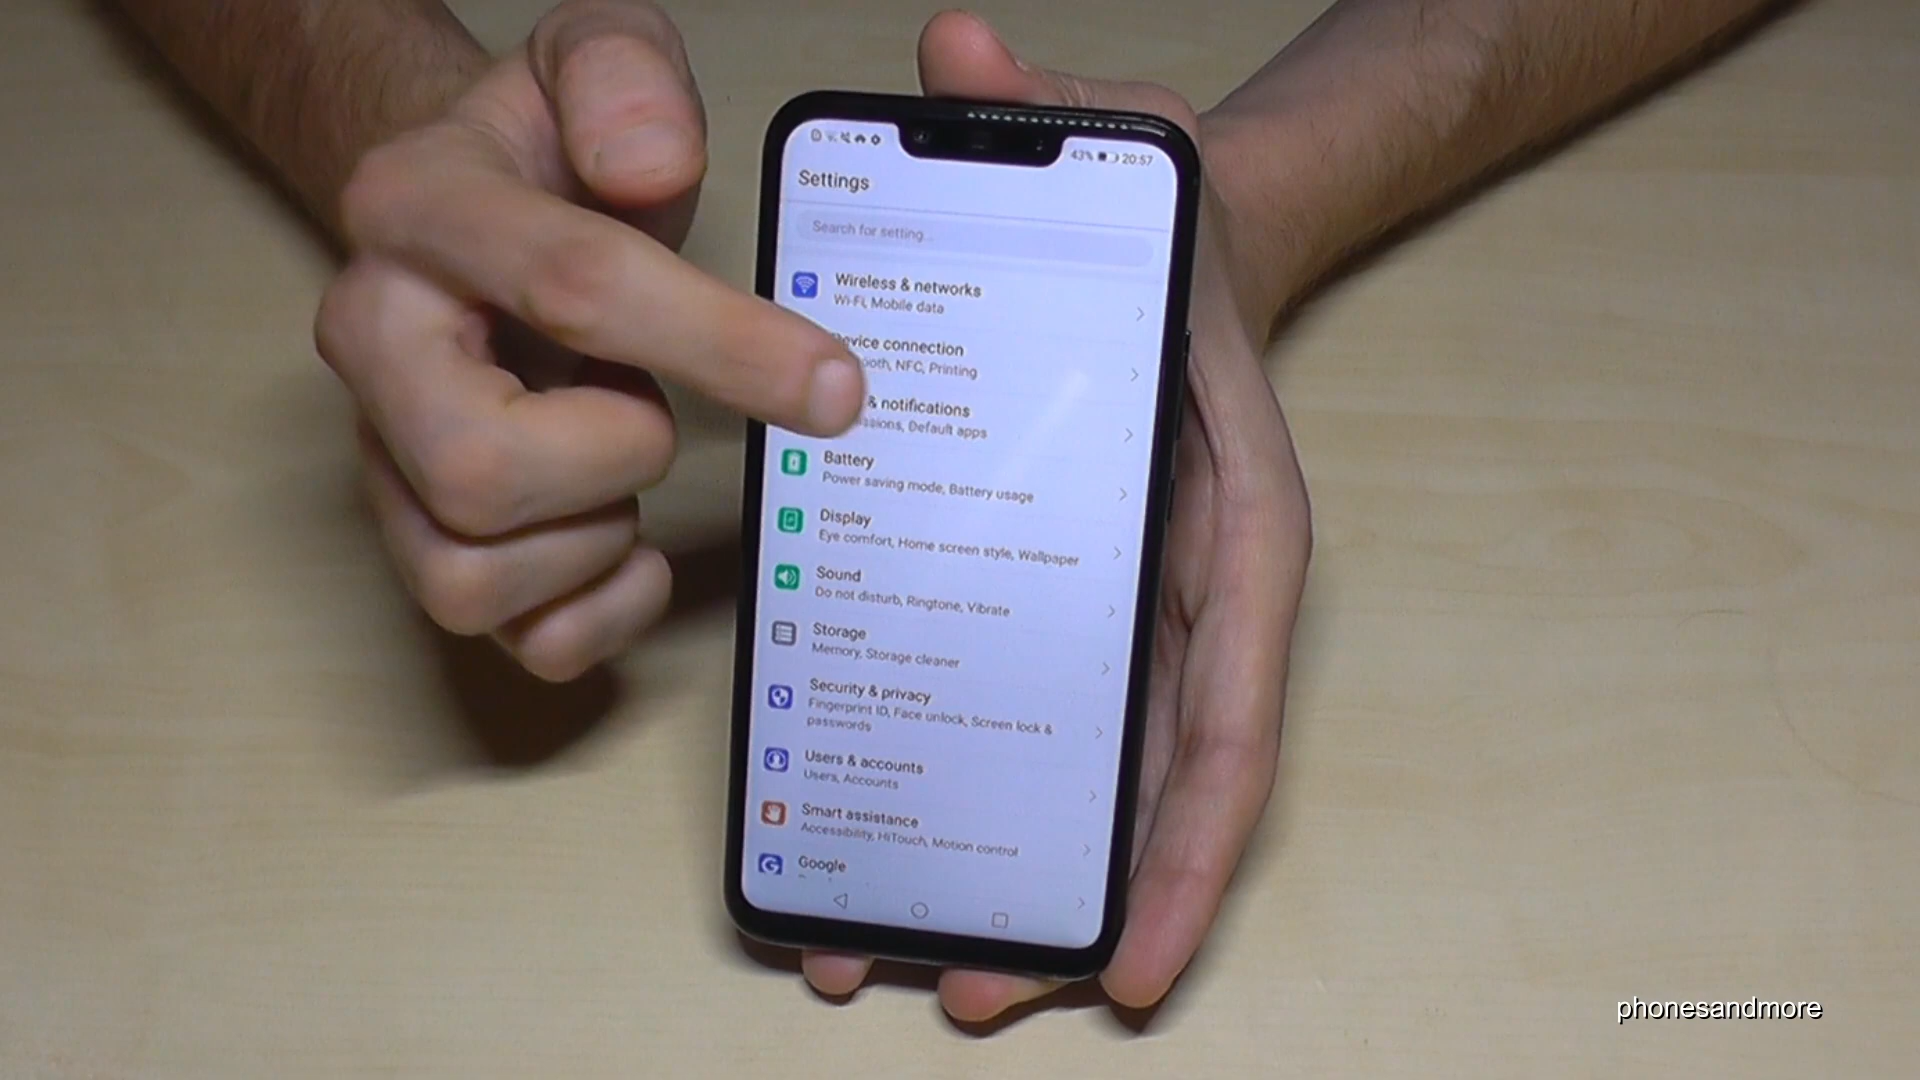 43% 20:57
Settings
Search for setting...
Wireless & networks
Wi-Fi, Mobile data
evice connection
ooth, NFC, Printing
& notifications
ssions, Default apps
Battery
Power saving mode, Battery usage
Display
Eye comfort, Home screen style, Wallpaper
Sound
Do not disturb, Ringtone, Vibrate
Storage
Memory, Storage cleaner
Security & privacy
Fingerprint ID, Face unlock, Screen lock &
passwords
Users & accounts
Users, Accounts
Smart assistance
Accessibility, HiTouch, Motion control
Google
phonesandmore